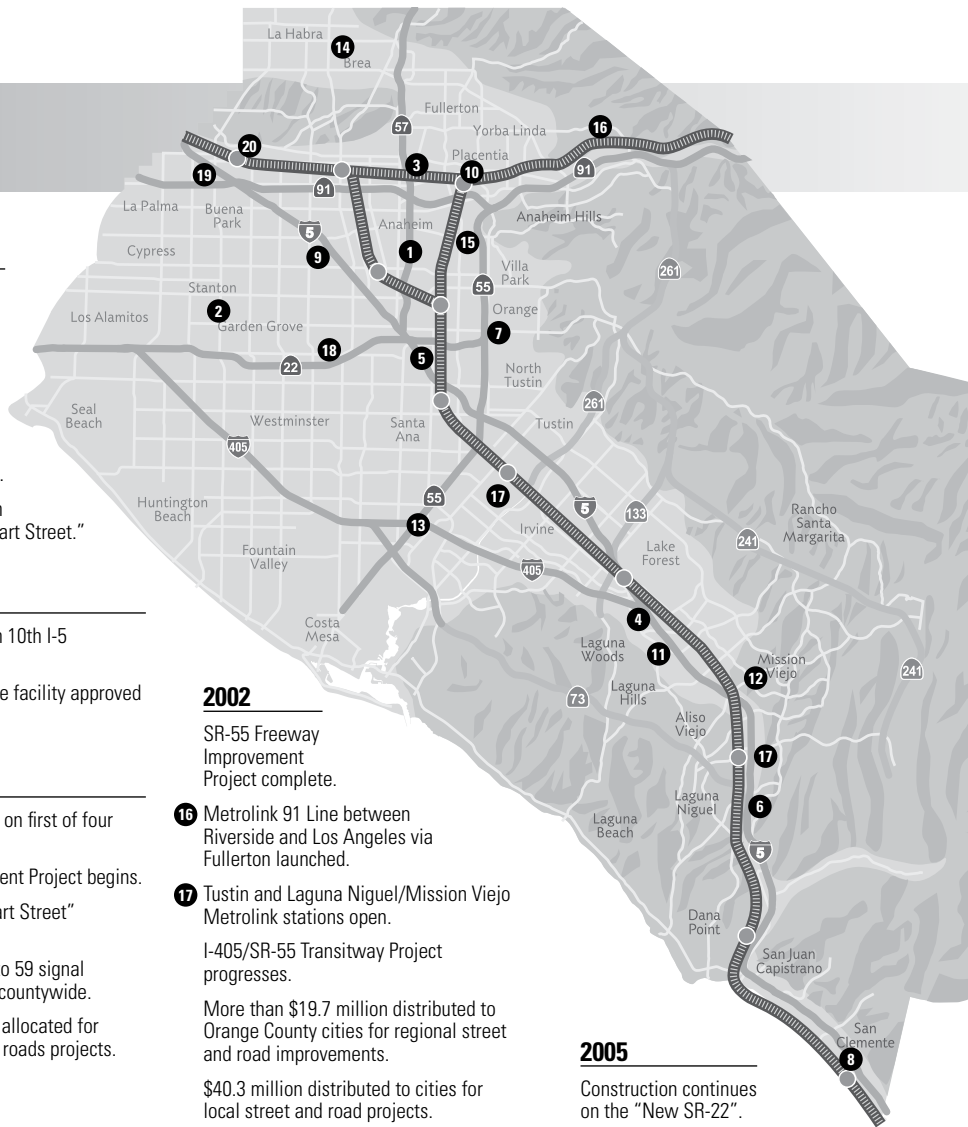 La Habra
14
Brea
57
Fullerton
Yorba Linda
16
20
3
Placentia
10
91
19
91
La Palma
Buena
Park
Anaheim
Anaheim Hills
5
15
9
1
Villa
Park
261
Cypress
Stanton
55
2
Orange
Los Alamitos
Garden Grove
7
18
5
22
North
Tustin
261
Seal
Beach
Westminster
Santa
Ana
Tustin
405
55
17
5
133
Huntington
Beach
13
Irvine
Rancho
Santa
Margarita
241
Fountain
Valley
405
Lake
Forest
Costa
Mesa
4
Laguna
Woods
11
Mission
Viejo
12
241
Laguna
Hills
73
Aliso
Viejo
17
Laguna
Niguel
6
Laguna
Beach
5
Dana
Point
San Juan
Capistrano
San
Clemente
8
.
n
art Street.”
n 10th I-5
e facility approved
on first of four
ent Project begins.
art Street”
o 59 signal
countywide.
allocated for
roads projects.
2002
SR-55 Freeway
Improvement
Project complete.
16 Metrolink 91 Line between
Riverside and Los Angeles via
Fullerton launched.
17 Tustin and Laguna Niguel/Mission Viejo
Metrolink stations open.
I-405/SR-55 Transitway Project
progresses.
More than $19.7 million distributed to
Orange County cities for regional street
and road improvements.
$40.3 million distributed to cities for
local street and road projects.
2005
Construction continues
on the “New SR-22”.